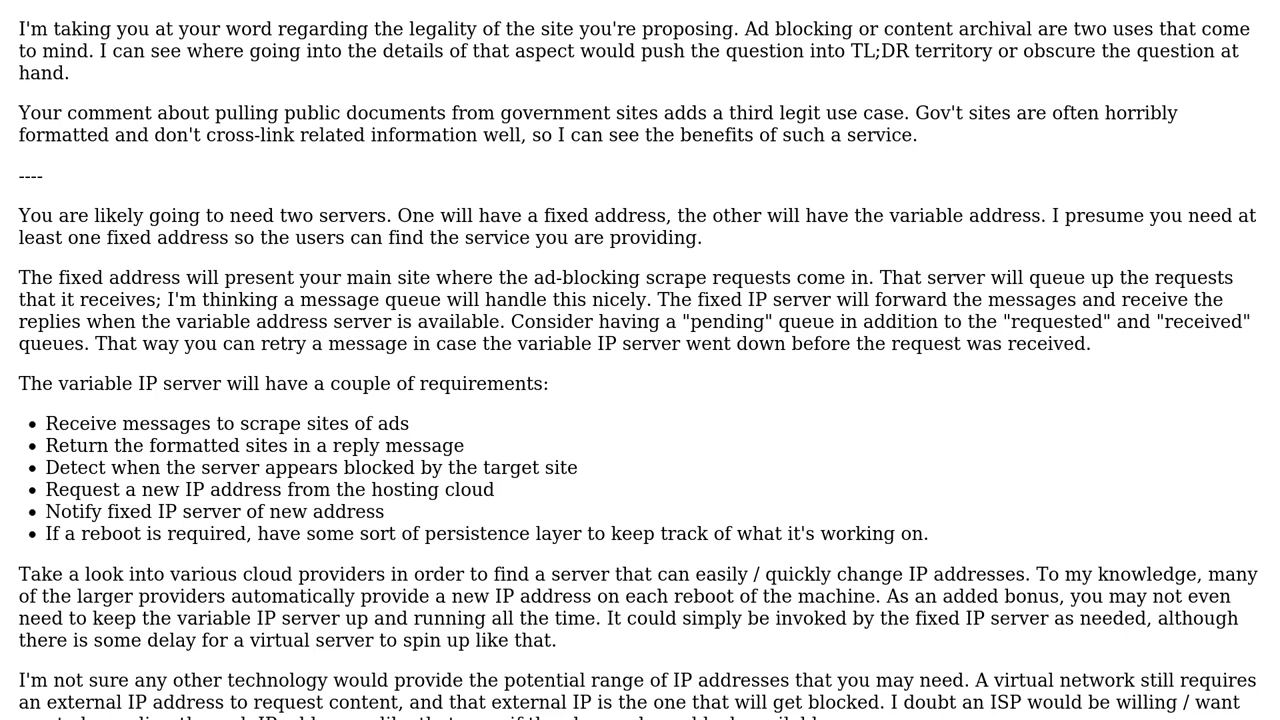 I'm taking you at your word regarding the legality of the site you're proposing. Ad blocking or content archival are two uses that come
to mind. I can see where going into the details of that aspect would push the question into TL;DR territory or obscure the question at
hand.
Your comment about pulling public documents from government sites adds a third legit use case. Gov't sites are often horribly
formatted and don't cross-link related information well, so I can see the benefits of such a service.
----
You are likely going to need two servers. One will have a fixed address, the other will have the variable address. I presume you need at
least one fixed address so the users can find the service you are providing.
The fixed address will present your main site where the ad-blocking scrape requests come in. That server will queue up the requests
that it receives; I'm thinking a message queue will handle this nicely. The fixed IP server will forward the messages and receive the
replies when the variable address server is available. Consider having a "pending" queue in addition to the "requested" and "received"
queues. That way you can retry a message in case the variable IP server went down before the request was received.
The variable IP server will have a couple of requirements:
• Receive messages to scrape sites of ads
• Return the formatted sites in a reply message
• Detect when the server appears blocked by the target site
• Request a new IP address from the hosting cloud
• Notify fixed IP server of new address
• If a reboot is required, have some sort of persistence layer to keep track of what it's working on.
Take a look into various cloud providers in order to find a server that can easily / quickly change IP addresses. To my knowledge, many
of the larger providers automatically provide a new IP address on each reboot of the machine. As an added bonus, you may not even
need to keep the variable IP server up and running all the time. It could simply be invoked by the fixed IP server as needed, although
there is some delay for a virtual server to spin up like that.
I'm not sure any other technology would provide the potential range of IP addresses that you may need. A virtual network still requires
an external IP address to request content, and that external IP is the one that will get blocked. I doubt an ISP would be willing / want